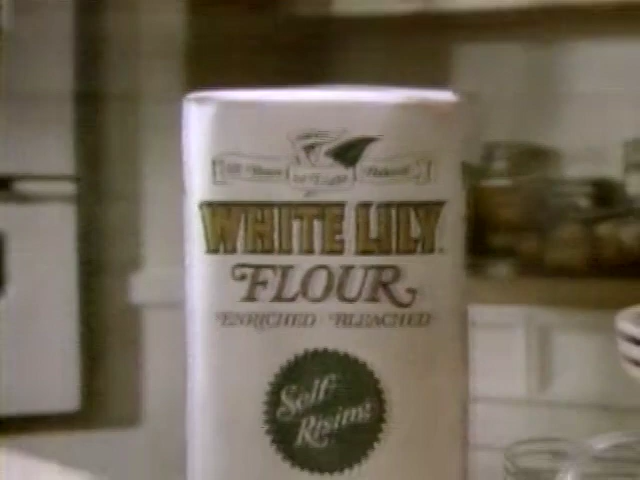 WHITE LILY
FLOUR
ENRICHED BLEACHED
Self
Rising